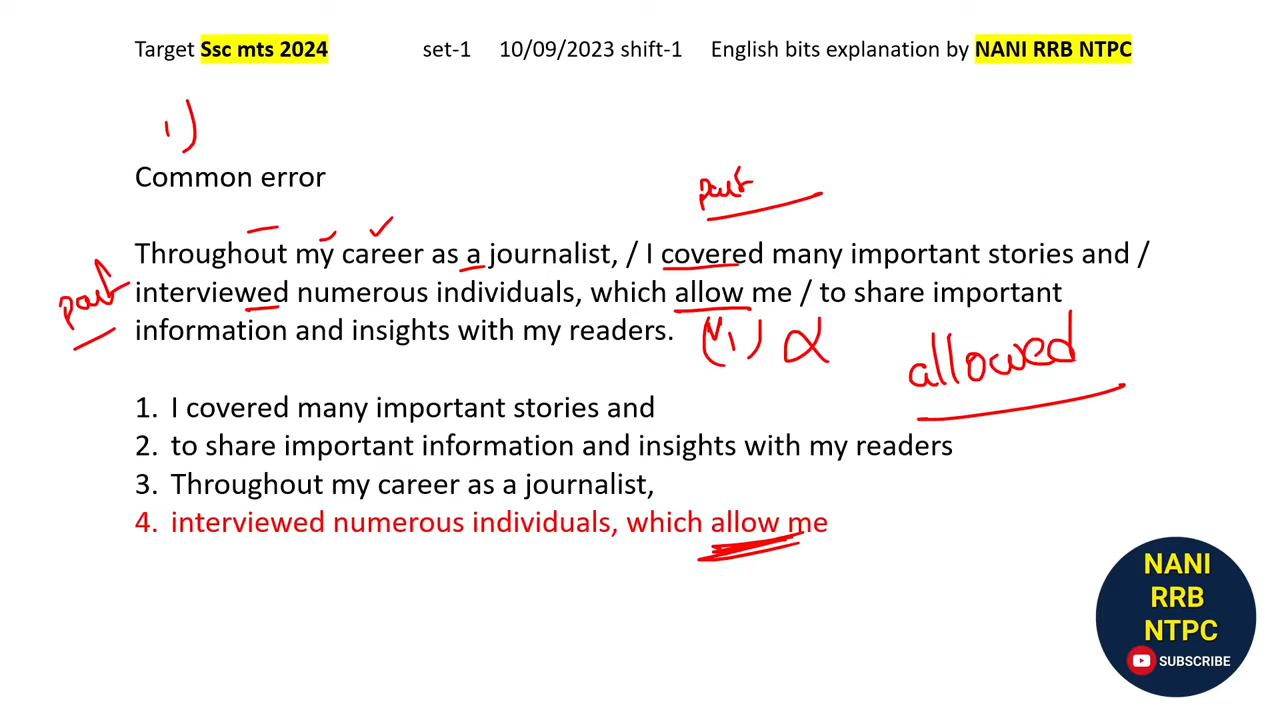 Target Ssc mts 2024 set-1 10/09/2023 shift-1 English bits explanation by NANI RRB NTPC
1)
Common error
past
Throughout my career as a journalist, / I covered many important stories and /
past
interviewed numerous individuals, which allow me / to share important
information and insights with my readers.
(V1)
allowed
1. I covered many important stories and
2. to share important information and insights with my readers
3. Throughout my career as a journalist,
4. interviewed numerous individuals, which allow me
NANI
RRB
NTPC
SUBSCRIBE